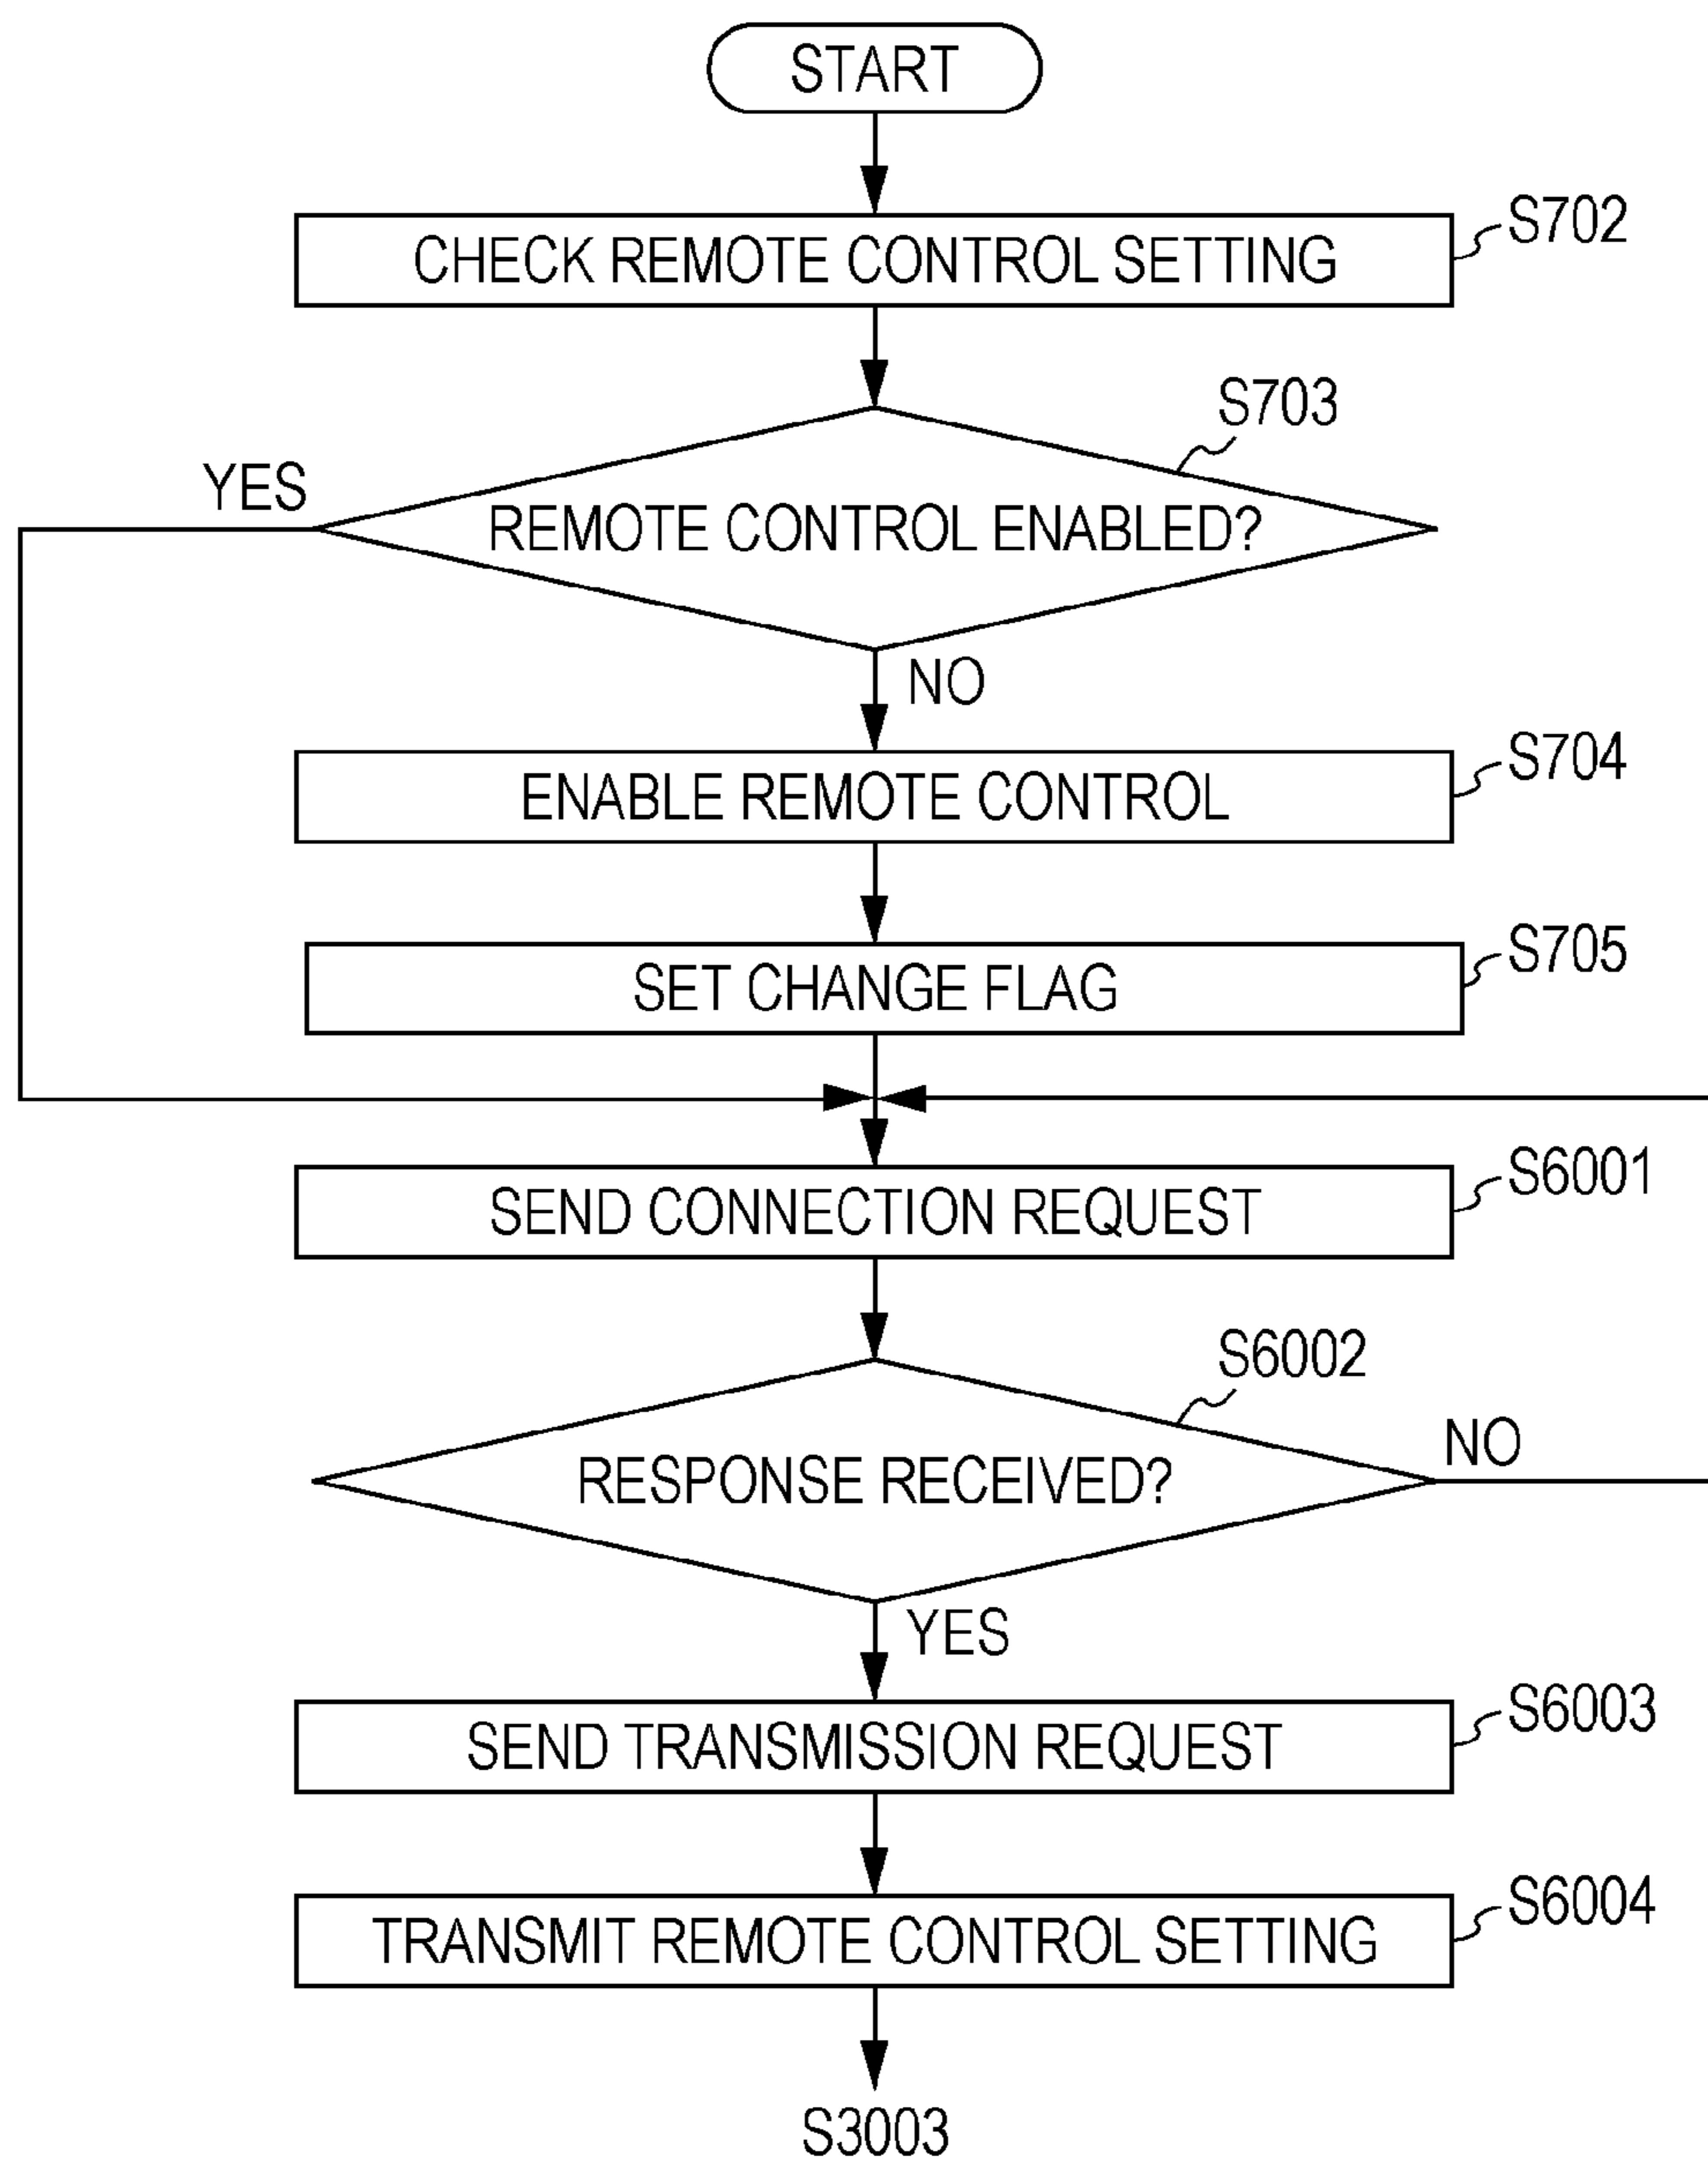 START
CHECK REMOTE CONTROL SETTING
S702
S703
YES
REMOTE CONTROL ENABLED?
NO
S704
ENABLE REMOTE CONTROL
S705
SET CHANGE FLAG
S6001
SEND CONNECTION REQUEST
S6002
NO
RESPONSE RECEIVED?
YES
S6003
SEND TRANSMISSION REQUEST
S6004
TRANSMIT REMOTE CONTROL SETTING
S3003